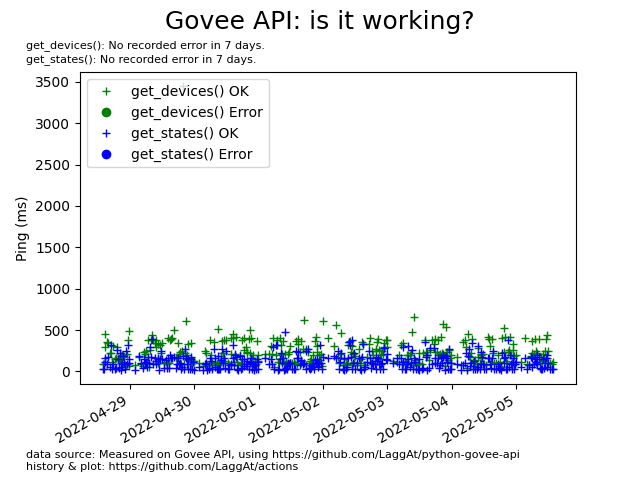 Govee API: is it working?
get_devices(): No recorded error in 7 days.
get_states(): No recorded error in 7 days.
get_devices() OK
get_devices() Error
get_states() OK
get_states() Error
Ping (ms)
3500
3000
2500
2000
1500
1000
500
0
2022-04-29
2022-04-30
2022-05-01
2022-05-02
2022-05-03
2022-05-04
2022-05-05
data source: Measured on Govee API, using https://github.com/LaggAt/python-govee-api
history & plot: https://github.com/LaggAt/actions